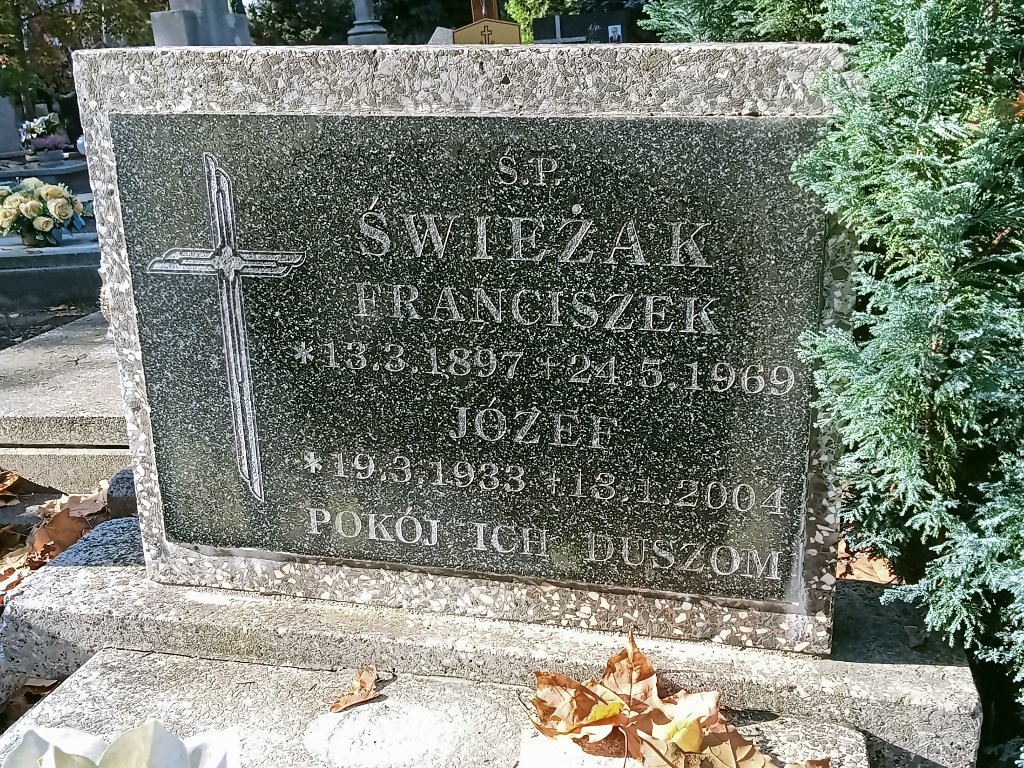 Ś.P.
ŚWIEŻAK
FRANCISZEK
*13.3.1897 +24.5.1969
JÓZEF
*19.3.1933 +13.1.2004
POKÓJ ICH DUSZOM